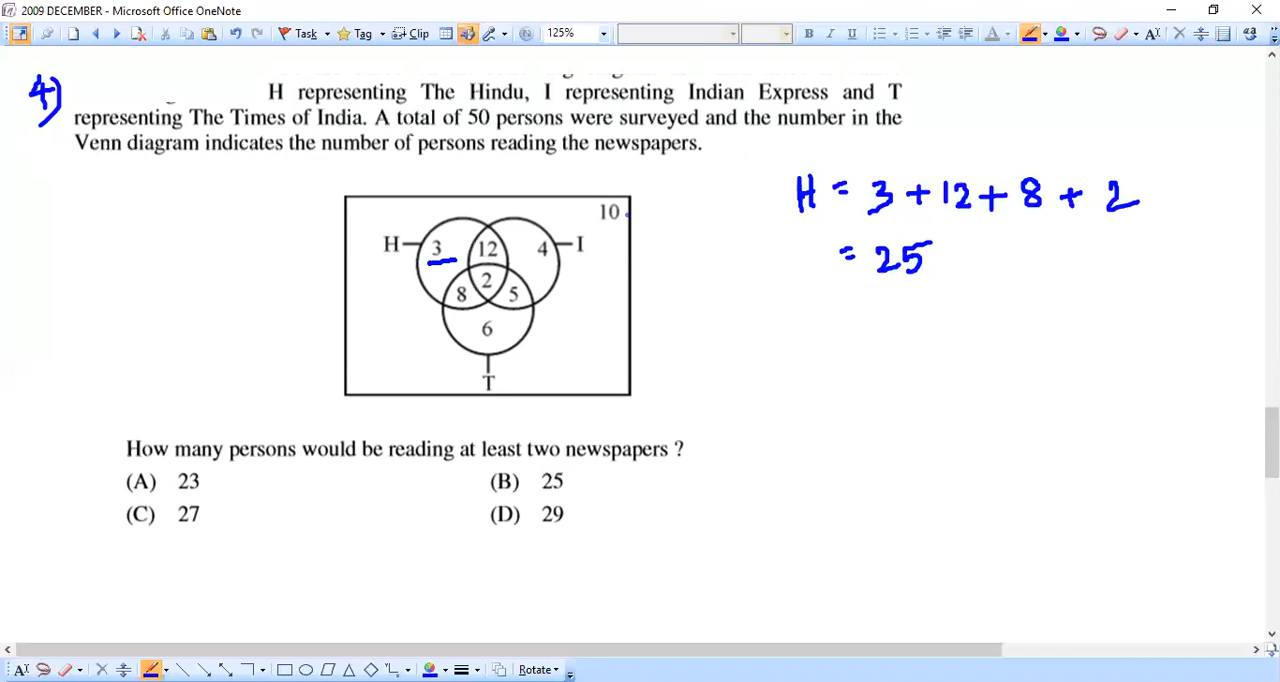 2009 DECEMBER - Microsoft Office OneNote
Task Tag Clip 125% B I U A
4)
H representing The Hindu, I representing Indian Express and T
representing The Times of India. A total of 50 persons were surveyed and the number in the
Venn diagram indicates the number of persons reading the newspapers.
H = 3 + 12 + 8 + 2
= 25
10
H 3 12 4 I
2
8 5
6
T
How many persons would be reading at least two newspapers ?
(A) 23 (B) 25
(C) 27 (D) 29
Rotate